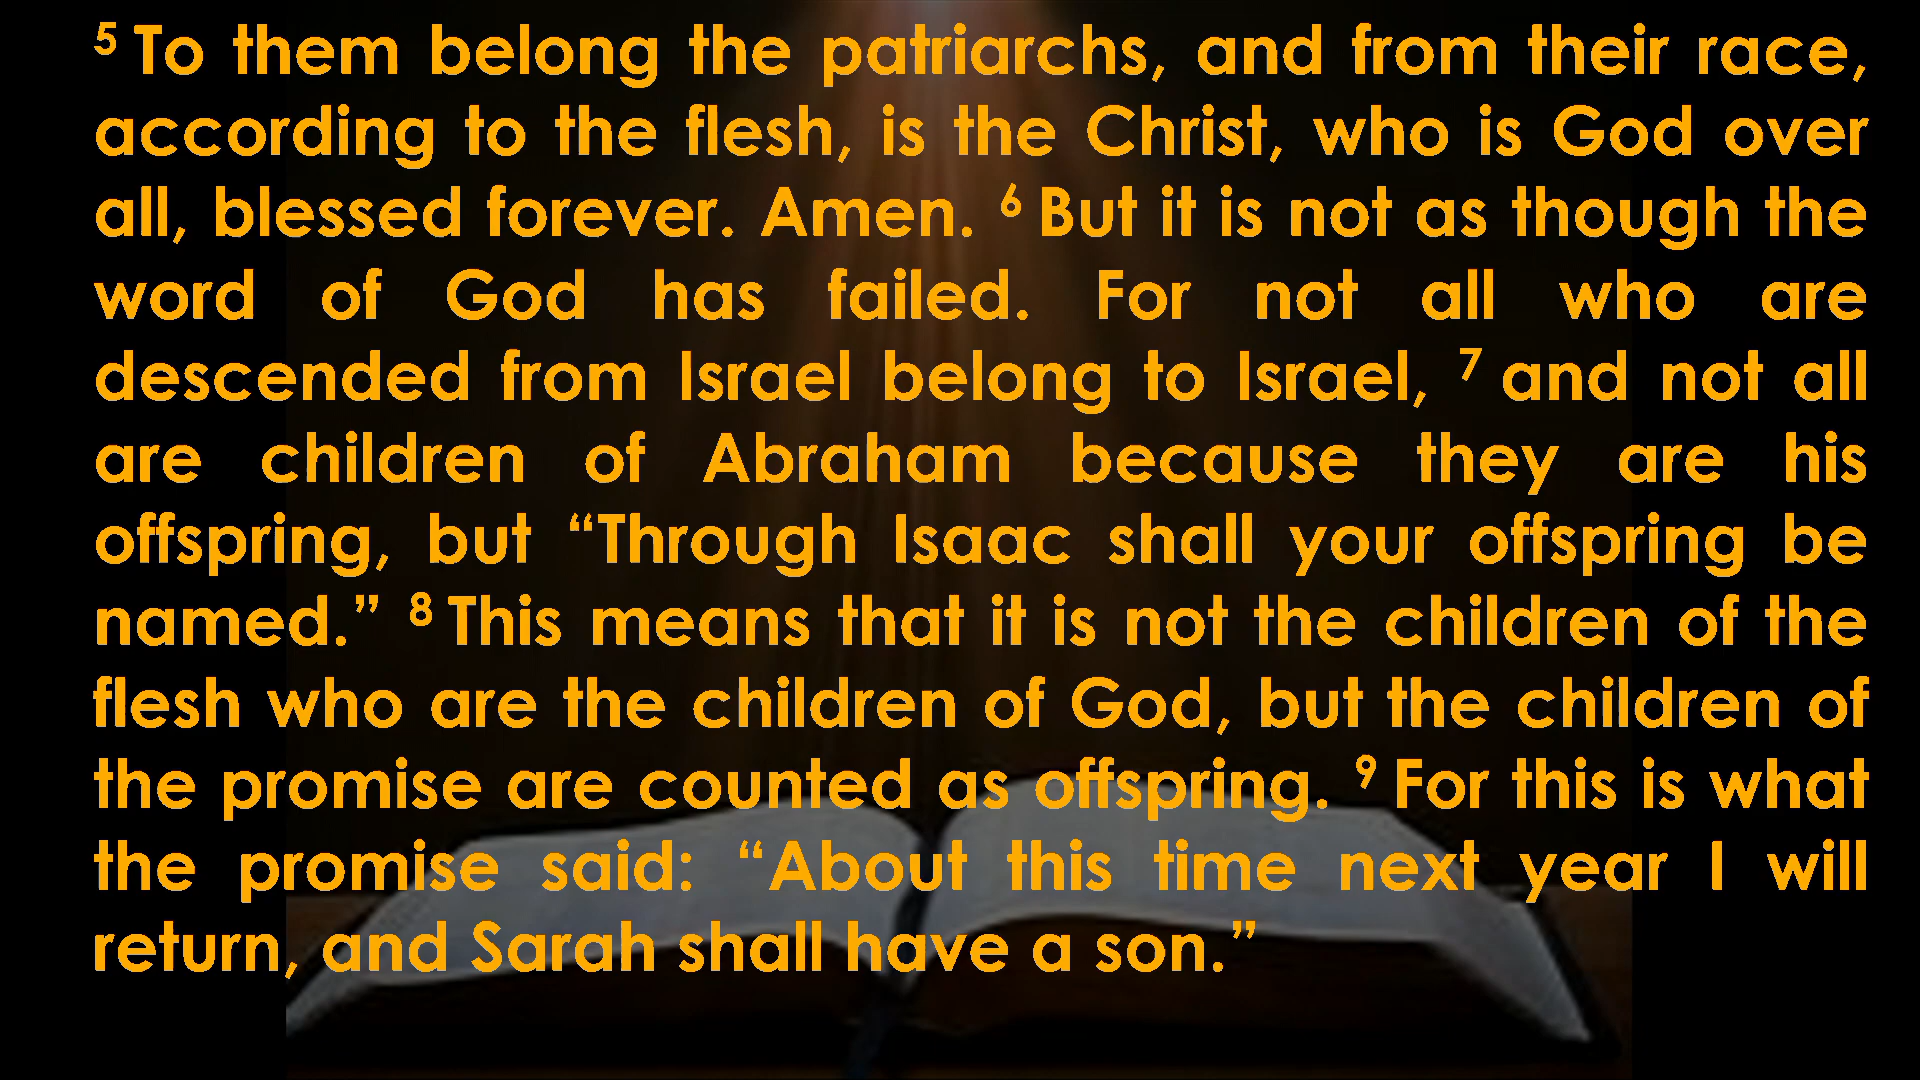 ⁵ To them belong the patriarchs, and from their race,
according to the flesh, is the Christ, who is God over
all, blessed forever. Amen. ⁶ But it is not as though the
word of God has failed. For not all who are
descended from Israel belong to Israel, ⁷ and not all
are children of Abraham because they are his
offspring, but “Through Isaac shall your offspring be
named.” ⁸ This means that it is not the children of the
flesh who are the children of God, but the children of
the promise are counted as offspring. ⁹ For this is what
the promise said: “About this time next year I will
return, and Sarah shall have a son.”